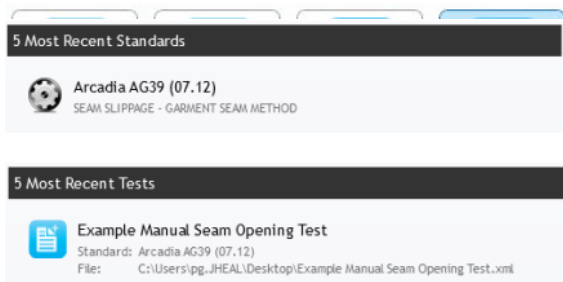 5 Most Recent Standards
Arcadia AG39 (07.12)
SEAM SLIPPAGE - GARMENT SEAM METHOD
5 Most Recent Tests
Example Manual Seam Opening Test
Standard: Arcadia AG39 (07.12)
File: C:\Users\pg.JHEAL\Desktop\Example Manual Seam Opening Test.xml